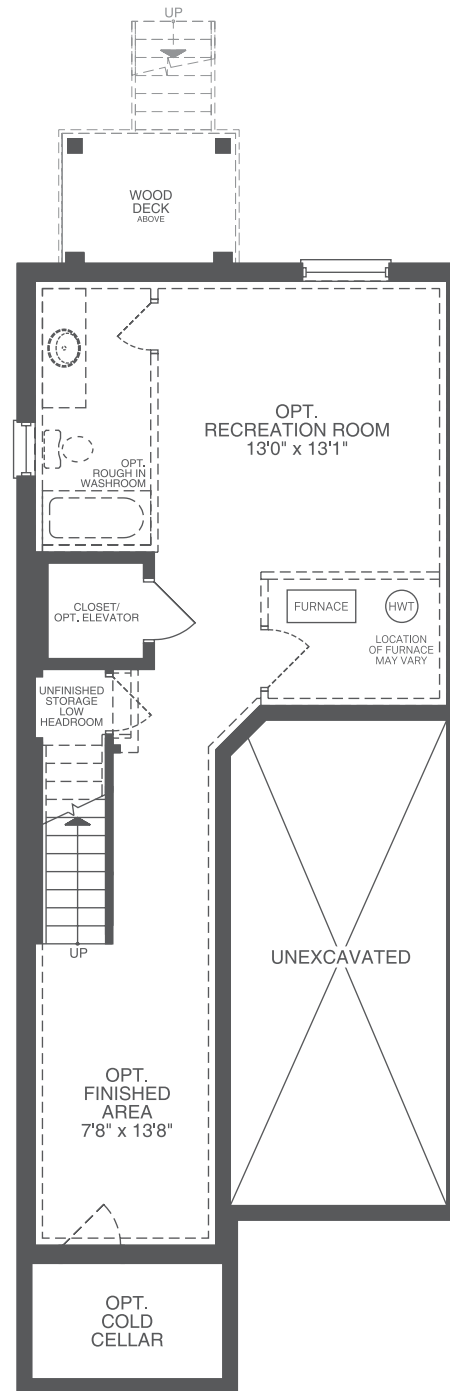 UP
WOOD
DECK
ABOVE
OPT.
RECREATION ROOM
13'0" x 13'1"
OPT.
ROUGH IN
WASHROOM
CLOSET/
OPT. ELEVATOR
FURNACE
HWT
LOCATION
OF FURNACE
MAY VARY
UNFINISHED
STORAGE
LOW
HEADROOM
UP
UNEXCAVATED
OPT.
FINISHED
AREA
7'8" x 13'8"
OPT.
COLD
CELLAR